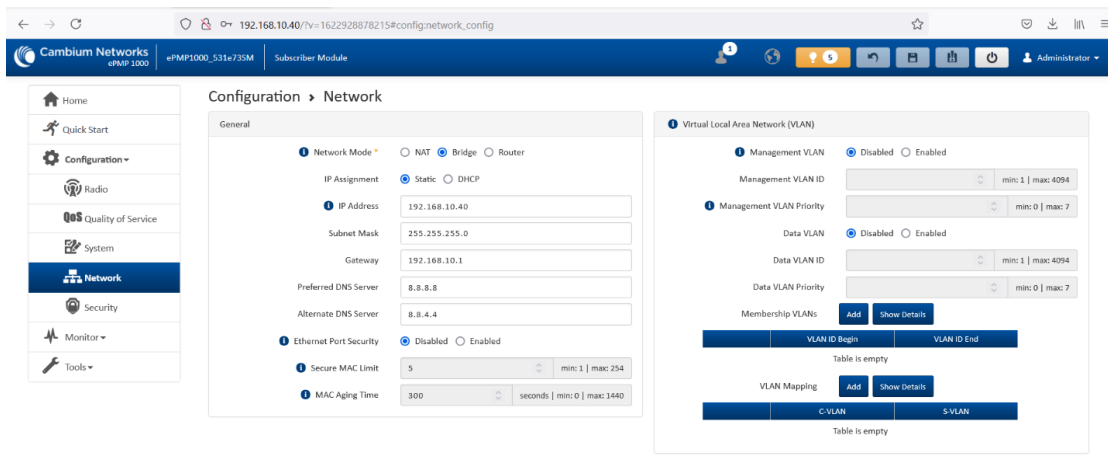 192.168.10.40/?v=1622928878215#config:network_config
Cambium Networks
ePMP 1000
ePMP1000_531e735M
Subscriber Module
1
5
Administrator
Home
Quick Start
Configuration
Radio
QoS Quality of Service
System
Network
Security
Monitor
Tools
Configuration › Network
General
Network Mode *
NAT Bridge Router
IP Assignment
Static DHCP
IP Address
192.168.10.40
Subnet Mask
255.255.255.0
Gateway
192.168.10.1
Preferred DNS Server
8.8.8.8
Alternate DNS Server
8.8.4.4
Ethernet Port Security
Disabled Enabled
Secure MAC Limit
5
min: 1 | max: 254
MAC Aging Time
300
seconds | min: 0 | max: 1440
Virtual Local Area Network (VLAN)
Management VLAN
Disabled Enabled
Management VLAN ID
min: 1 | max: 4094
Management VLAN Priority
min: 0 | max: 7
Data VLAN
Disabled Enabled
Data VLAN ID
min: 1 | max: 4094
Data VLAN Priority
min: 0 | max: 7
Membership VLANs
Add Show Details
VLAN ID Begin VLAN ID End
Table is empty
VLAN Mapping
Add Show Details
C-VLAN S-VLAN
Table is empty